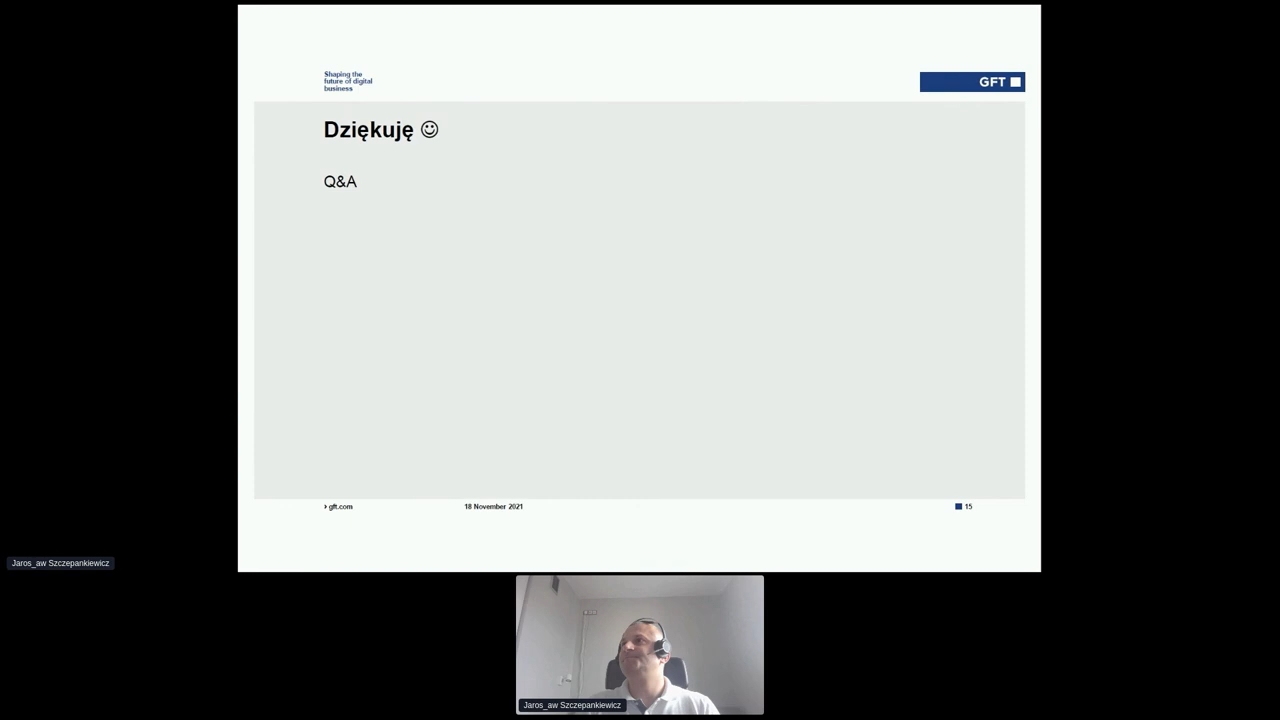 Shaping the
future of digital
business
GFT
Dziękuję ☺
Q&A
› gft.com
18 November 2021
15
Jaros_aw Szczepankiewicz
Jaros_aw Szczepankiewicz